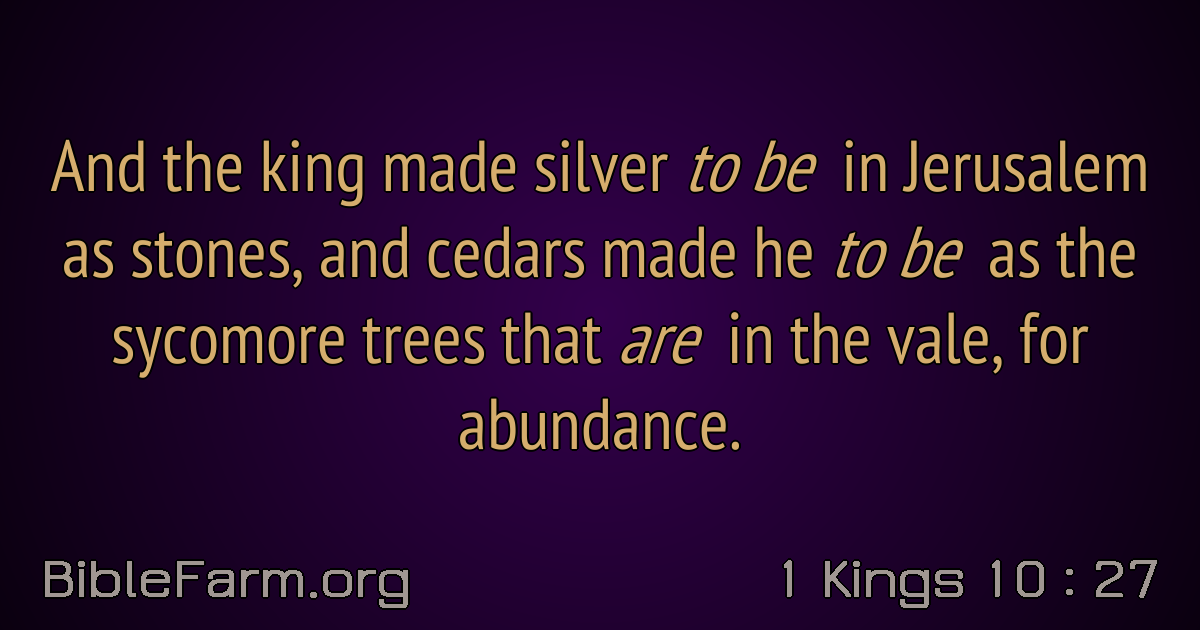 And the king made silver to be in Jerusalem
as stones, and cedars made he to be as the
sycomore trees that are in the vale, for
abundance.
BibleFarm.org
1 Kings 10 : 27